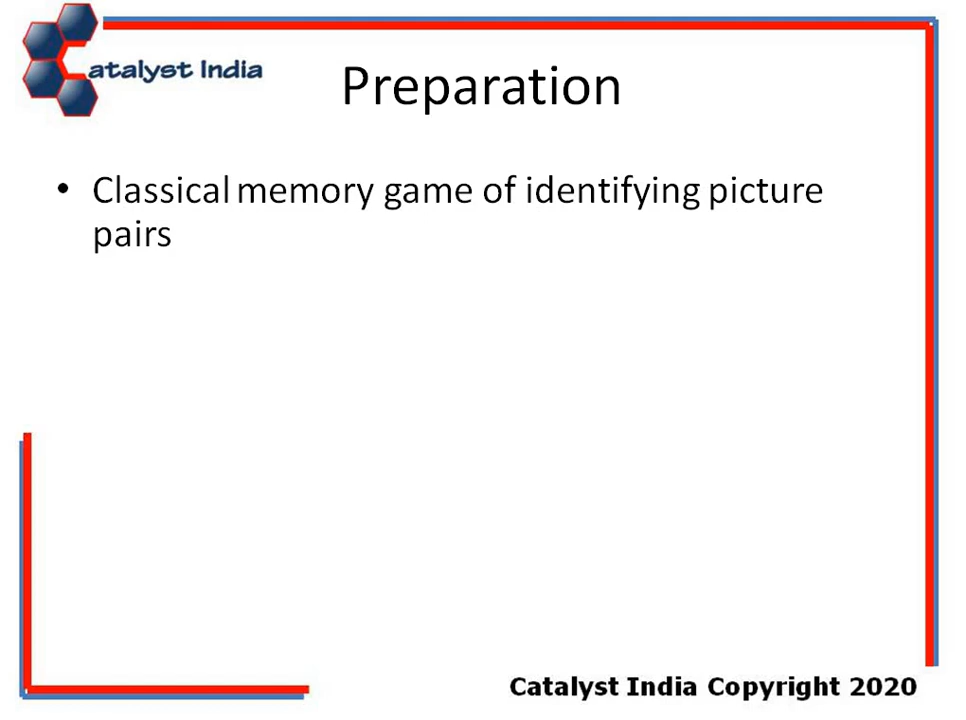 Catalyst India
Preparation
• Classical memory game of identifying picture
pairs
Catalyst India Copyright 2020